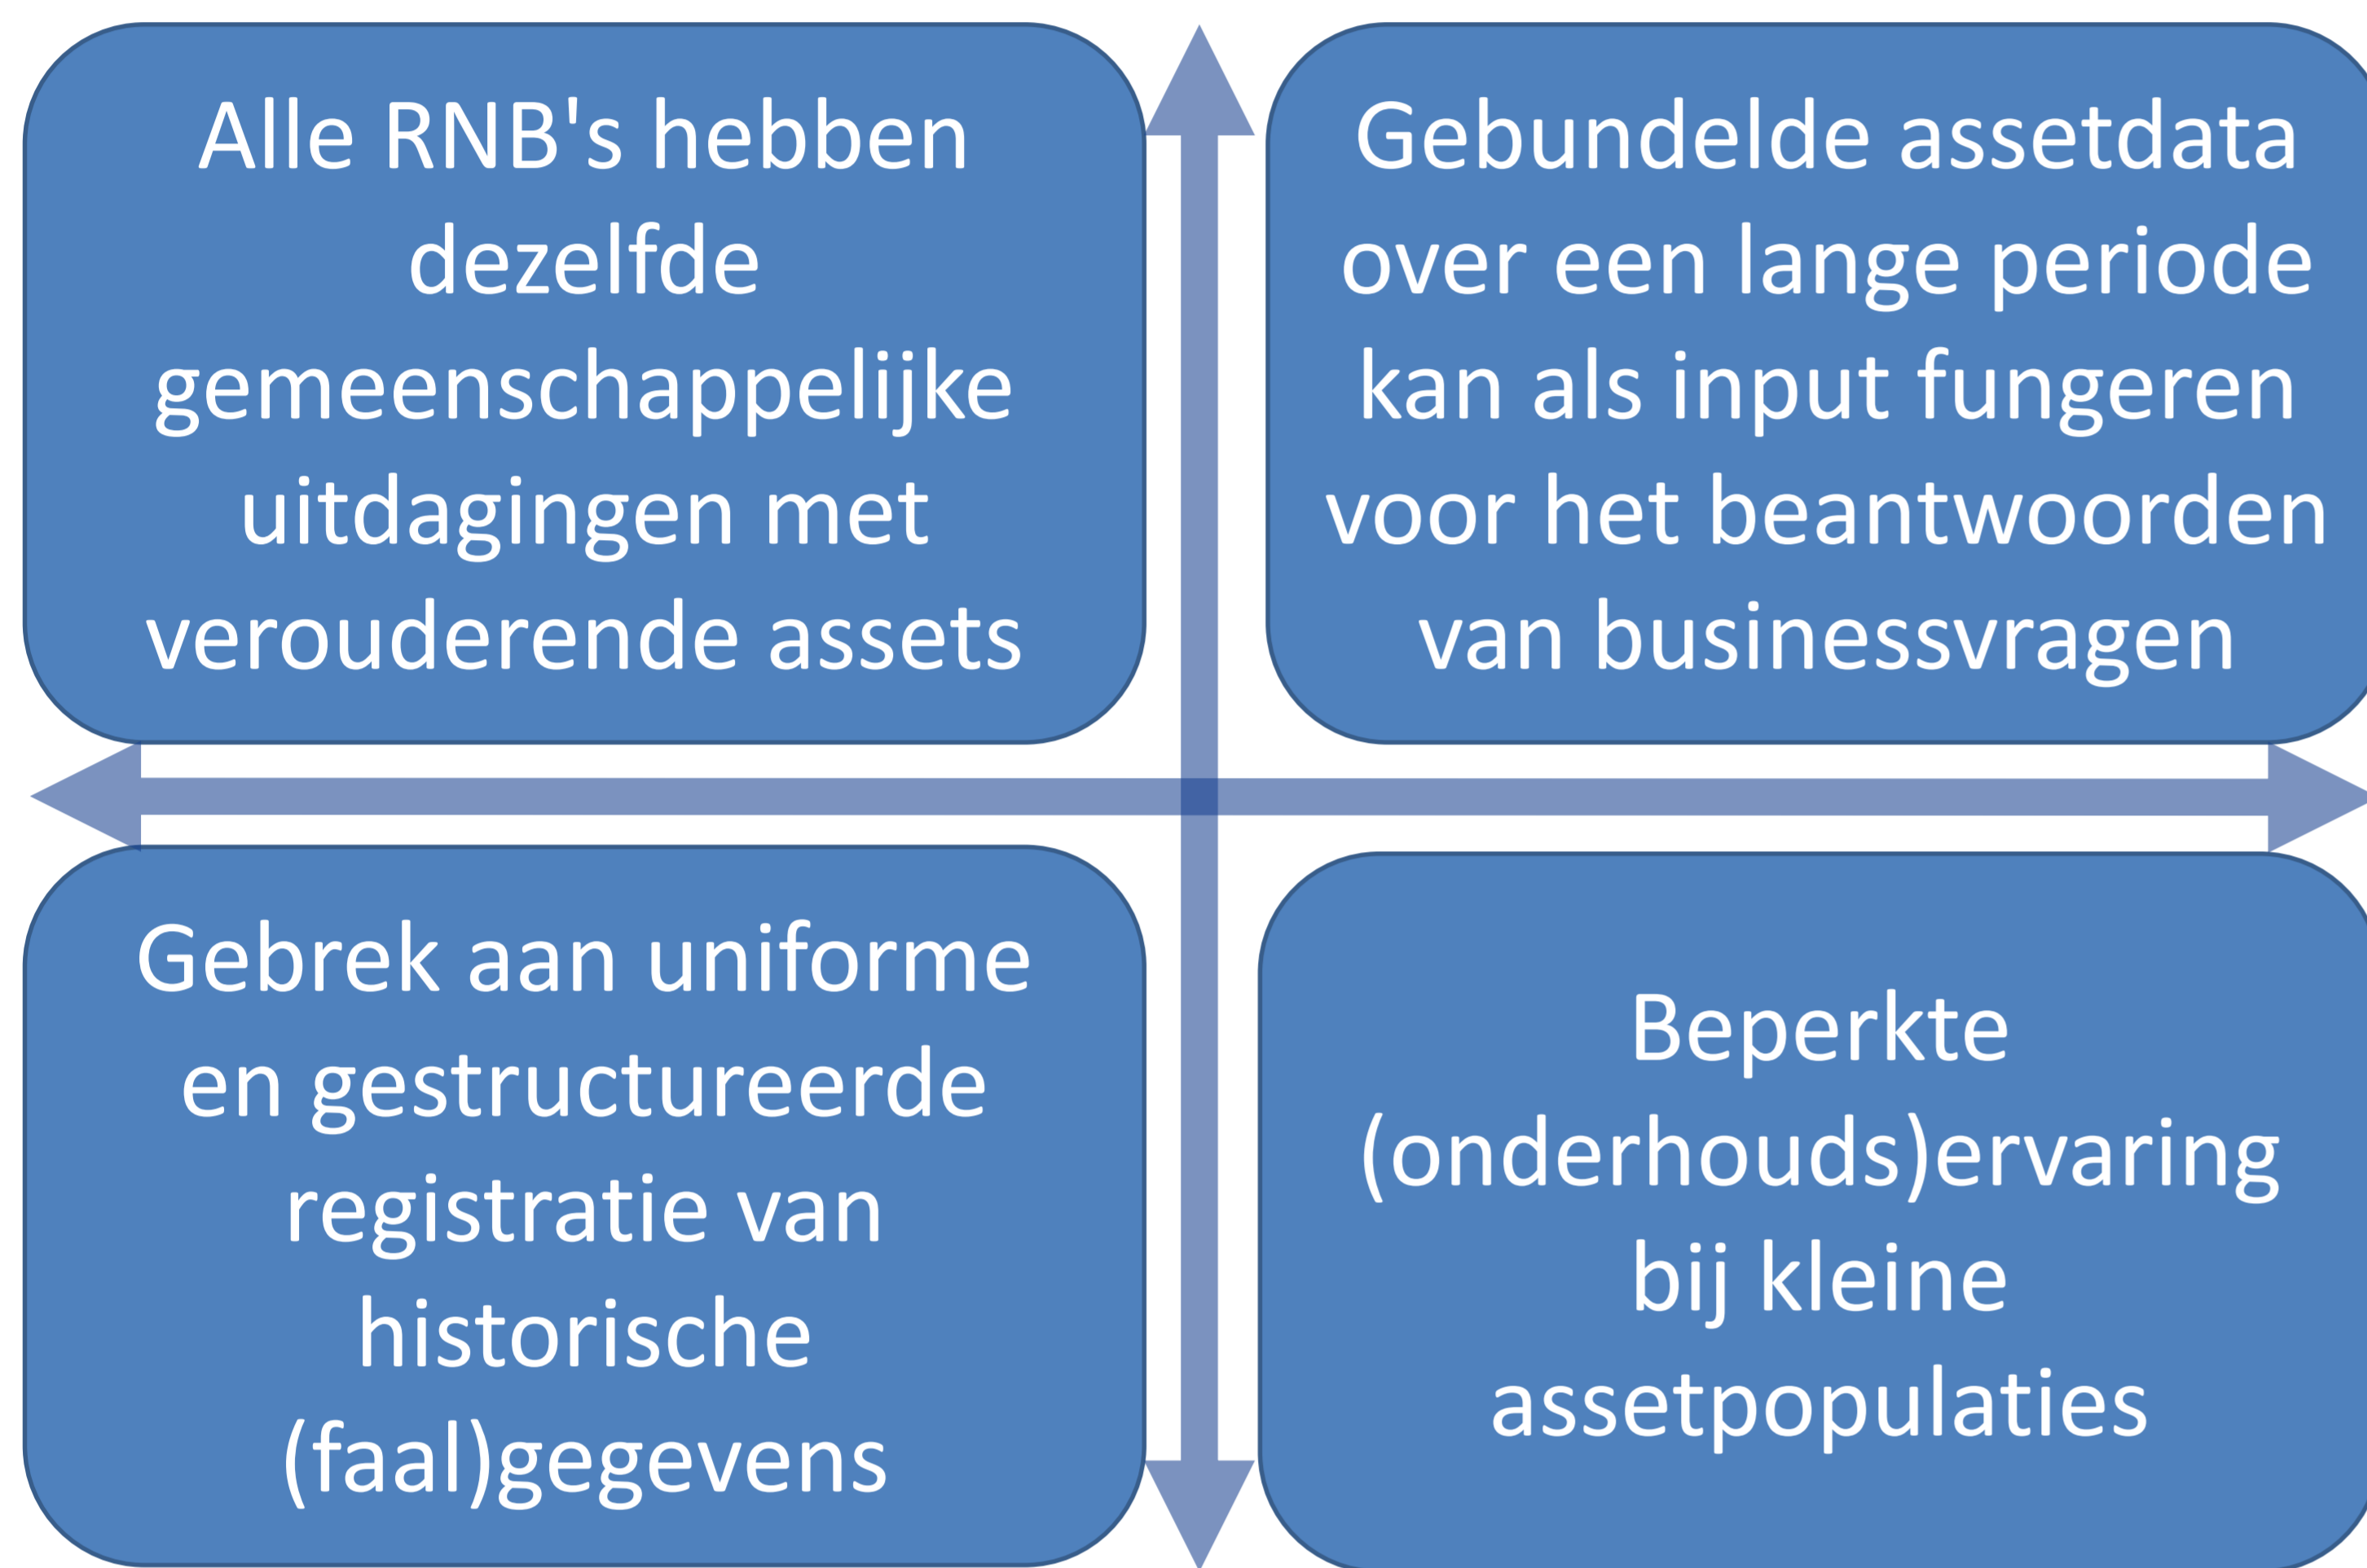 Alle RNB's hebben
dezelfde
gemeenschappelijke
uitdagingen met
verouderende assets
Gebundelde assetdata
over een lange periode
kan als input fungeren
voor het beantwoorden
van businessvragen
Gebrek aan uniforme
en gestructureerde
registratie van
historische
(faal)gegevens
Beperkte
(onderhouds)ervaring
bij kleine
assetpopulaties